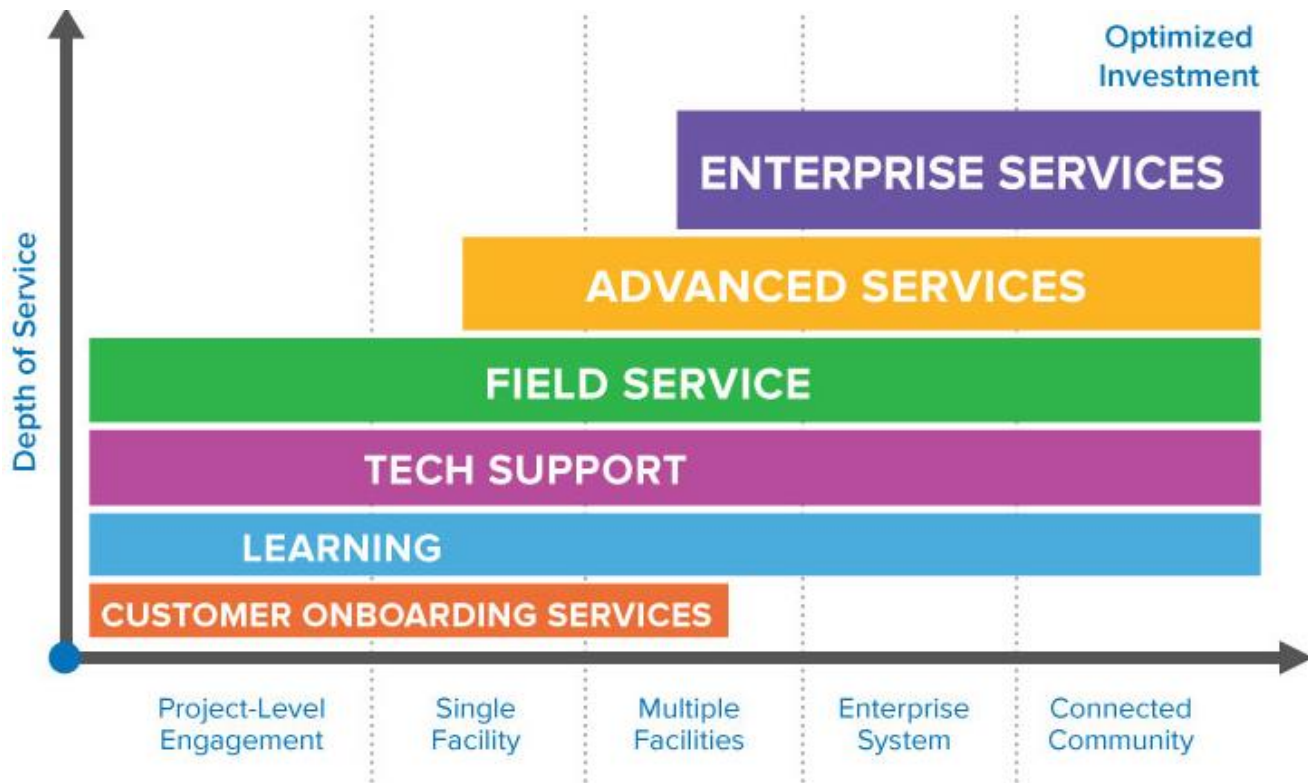 Optimized
Investment
ENTERPRISE SERVICES
ADVANCED SERVICES
Depth of Service
FIELD SERVICE
TECH SUPPORT
LEARNING
CUSTOMER ONBOARDING SERVICES
Project-Level
Engagement
Single
Facility
Multiple
Facilities
Enterprise
System
Connected
Community